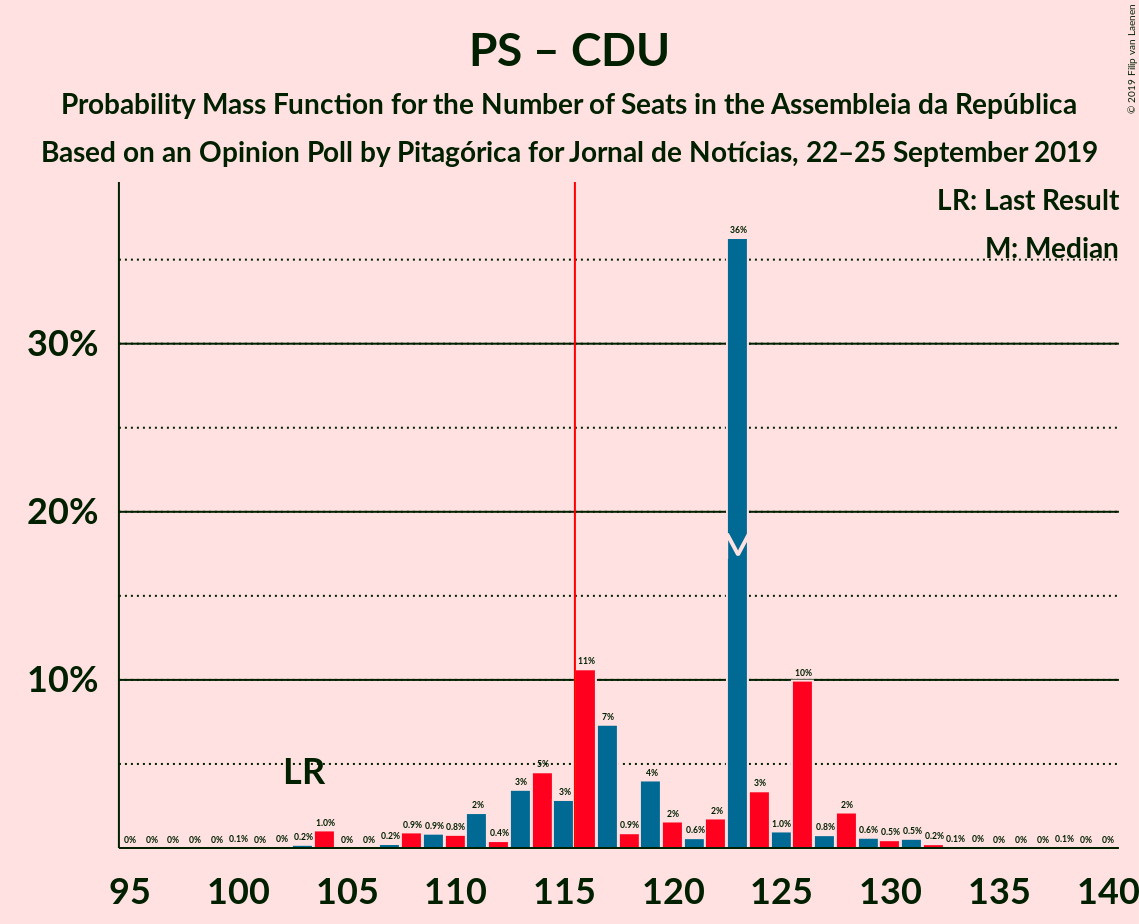 PS – CDU
Probability Mass Function for the Number of Seats in the Assembleia da República
Based on an Opinion Poll by Pitagórica for Jornal de Notícias, 22–25 September 2019
© 2019 Filip van Laenen
LR: Last Result
M: Median
30%
20%
10%
LR
0% 0% 0% 0% 0% 0.1% 0% 0% 0.2% 1.0% 0% 0% 0.2% 0.9% 0.9% 0.8% 2% 0.4% 3% 5% 3% 11% 7% 0.9% 4% 2% 0.6% 2% 36% 3% 1.0% 10% 0.8% 2% 0.6% 0.5% 0.5% 0.2% 0.1% 0% 0% 0% 0% 0.1% 0% 0%
95 100 105 110 115 120 125 130 135 140